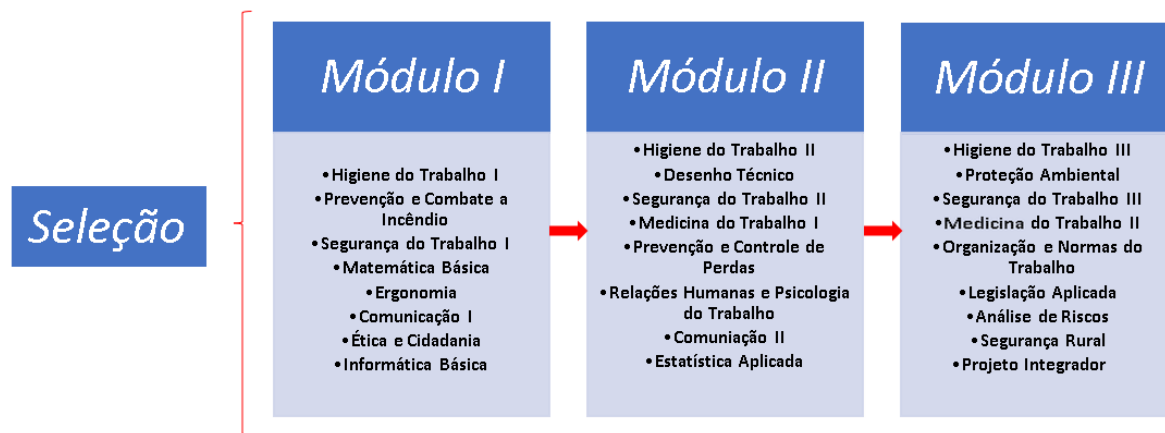 Seleção
Módulo I
•Higiene do Trabalho I
•Prevenção e Combate a
Incêndio
•Segurança do Trabalho I
•Matemática Básica
•Ergonomia
•Comunicação I
•Ética e Cidadania
•Informática Básica
Módulo II
•Higiene do Trabalho II
•Desenho Técnico
•Segurança do Trabalho II
•Medicina do Trabalho I
•Prevenção e Controle de
Perdas
•Relações Humanas e Psicologia
do Trabalho
•Comuniação II
•Estatística Aplicada
Módulo III
•Higiene do Trabalho III
•Proteção Ambiental
•Segurança do Trabalho III
•Medicina do Trabalho II
•Organização e Normas do
Trabalho
•Legislação Aplicada
•Análise de Riscos
•Segurança Rural
•Projeto Integrador